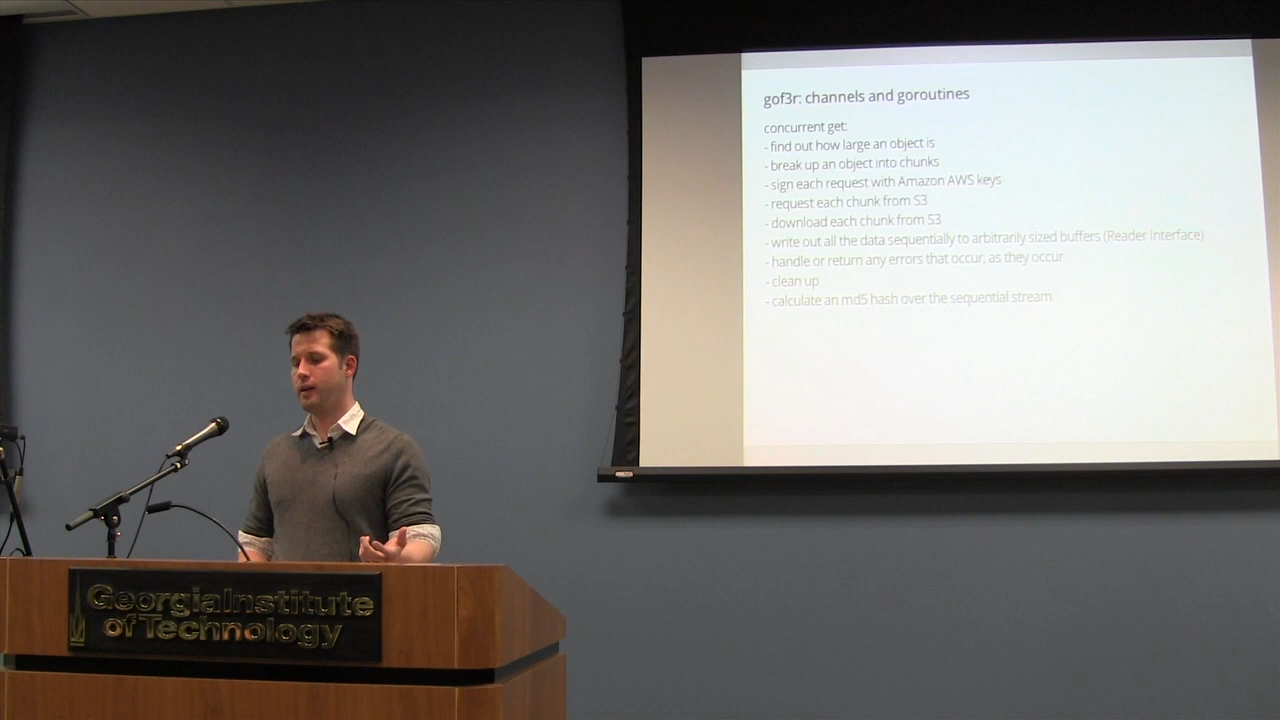 gof3r: channels and goroutines
concurrent get:
- find out how large an object is
- break up an object into chunks
- sign each request with Amazon AWS keys
- request each chunk from S3
- download each chunk from S3
- write out all the data sequentially to arbitrarily sized buffers (Reader Interface)
- handle or return any errors that occur, as they occur
- clean up
- calculate an md5 hash over the sequential stream
GeorgiaInstitute
of Technology